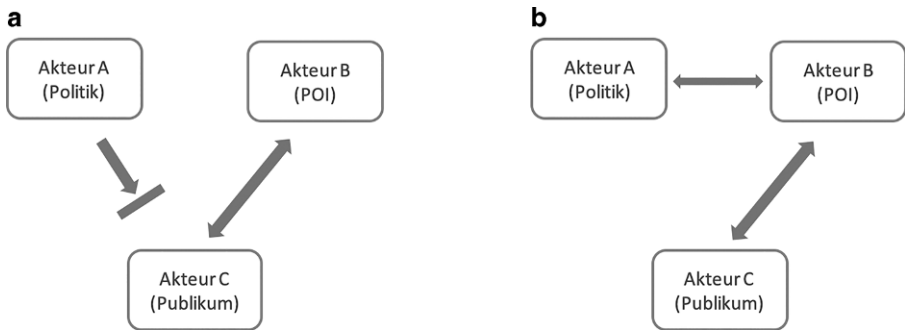 a
Akteur A
(Politik)
Akteur B
(POI)
Akteur C
(Publikum)
b
Akteur A
(Politik)
Akteur B
(POI)
Akteur C
(Publikum)